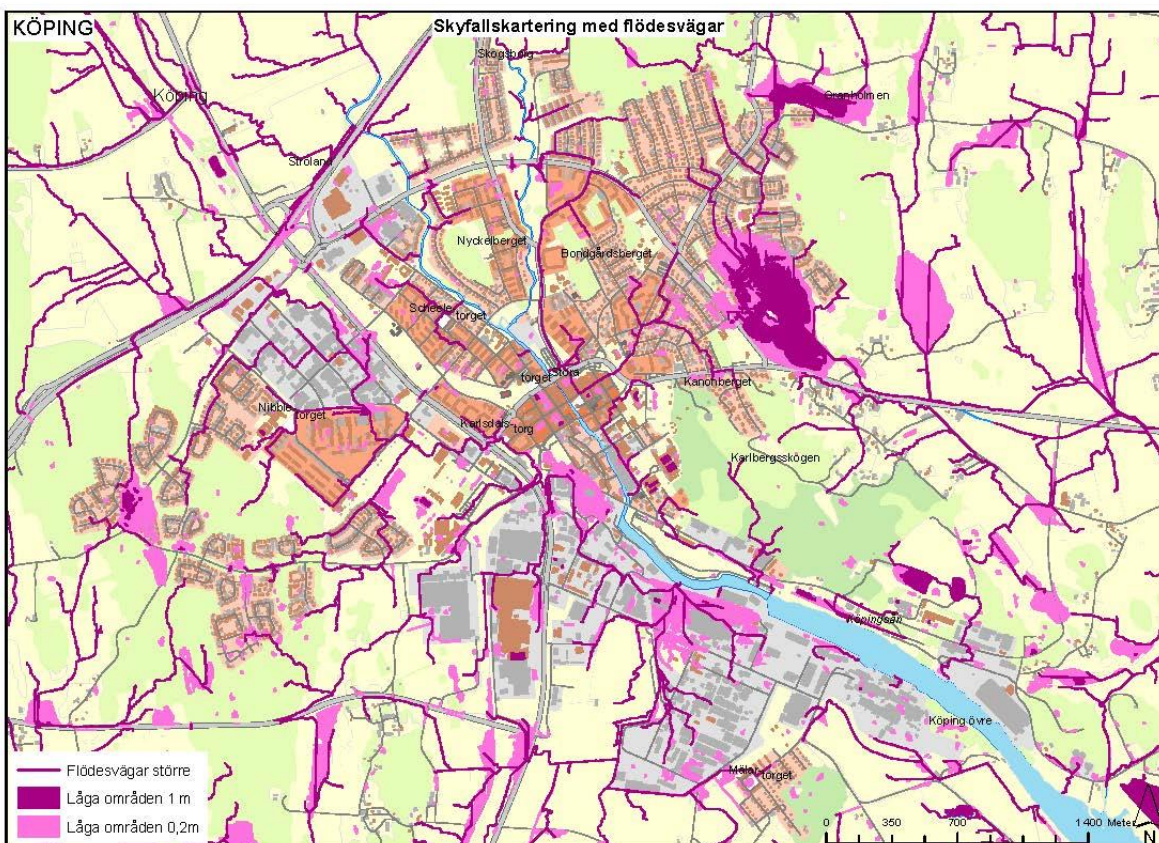 KÖPING
Skyfallskartering med flödesvägar
Skogsborg
Köping
Granholmen
Ströland
Nyckelberget
Bondgårdsberget
Scheele
torget
Stora
torget
Kanonberget
Nibble
torget
Karlsdals-
torg
Karlbergsskogen
Köpingsån
Köping övre
Mälar
torget
Flödesvägar större
Låga områden 1 m
Låga områden 0,2m
0 350 700 1 400 Meter
N